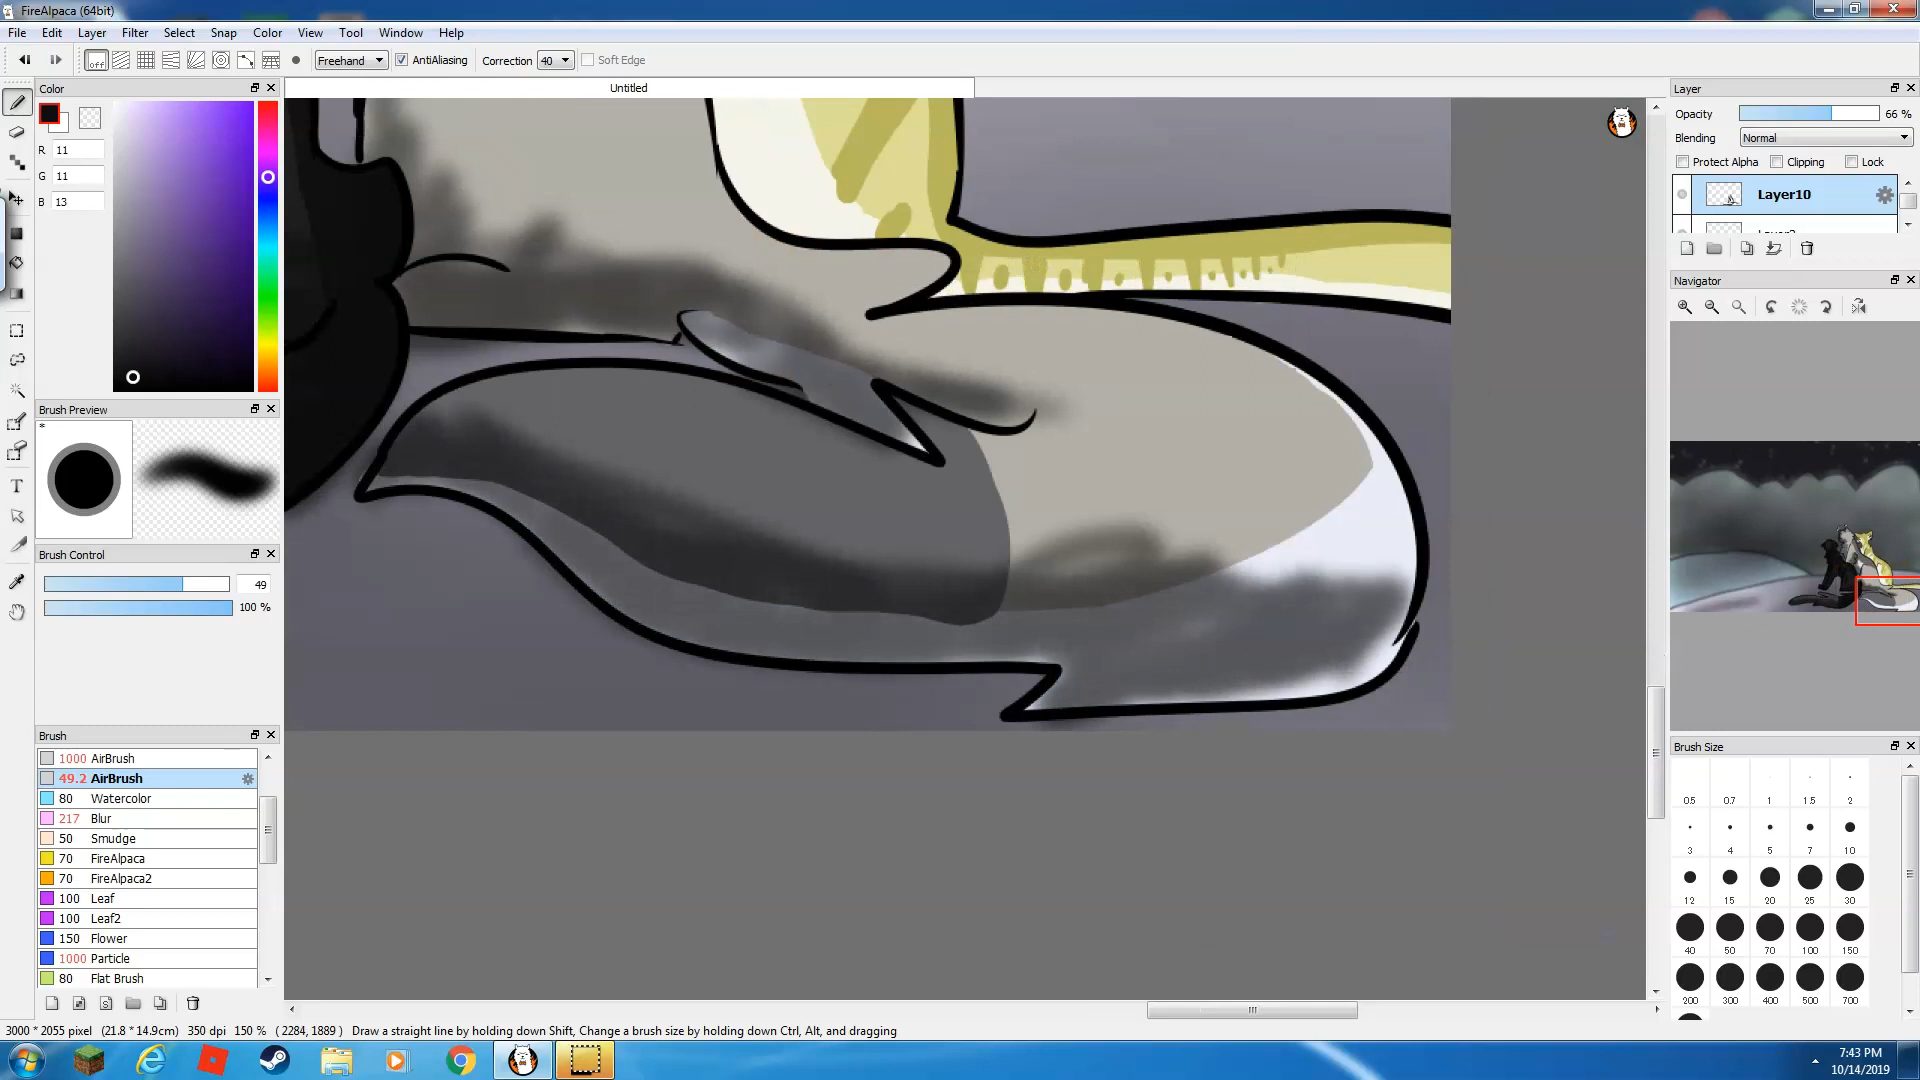 FireAlpaca (64bit)
File Edit Layer Filter Select Snap Color View Tool Window Help
off Freehand AntiAliasing Correction 40 Soft Edge
Color
R 11
G 11
B 13
Brush Preview
*
Brush Control
49
100 %
Brush
1000 AirBrush
49.2 AirBrush
80 Watercolor
217 Blur
50 Smudge
70 FireAlpaca
70 FireAlpaca2
100 Leaf
100 Leaf2
150 Flower
1000 Particle
80 Flat Brush
Untitled
Layer
Opacity 66 %
Blending Normal
Protect Alpha Clipping Lock
Layer10
Navigator
Brush Size
0.5 0.7 1 1.5 2
3 4 5 7 10
12 15 20 25 30
40 50 70 100 150
200 300 400 500 700
3000 * 2055 pixel (21.8 * 14.9cm) 350 dpi 150 % ( 2284, 1889 ) Draw a straight line by holding down Shift, Change a brush size by holding down Ctrl, Alt, and dragging
7:43 PM
10/14/2019